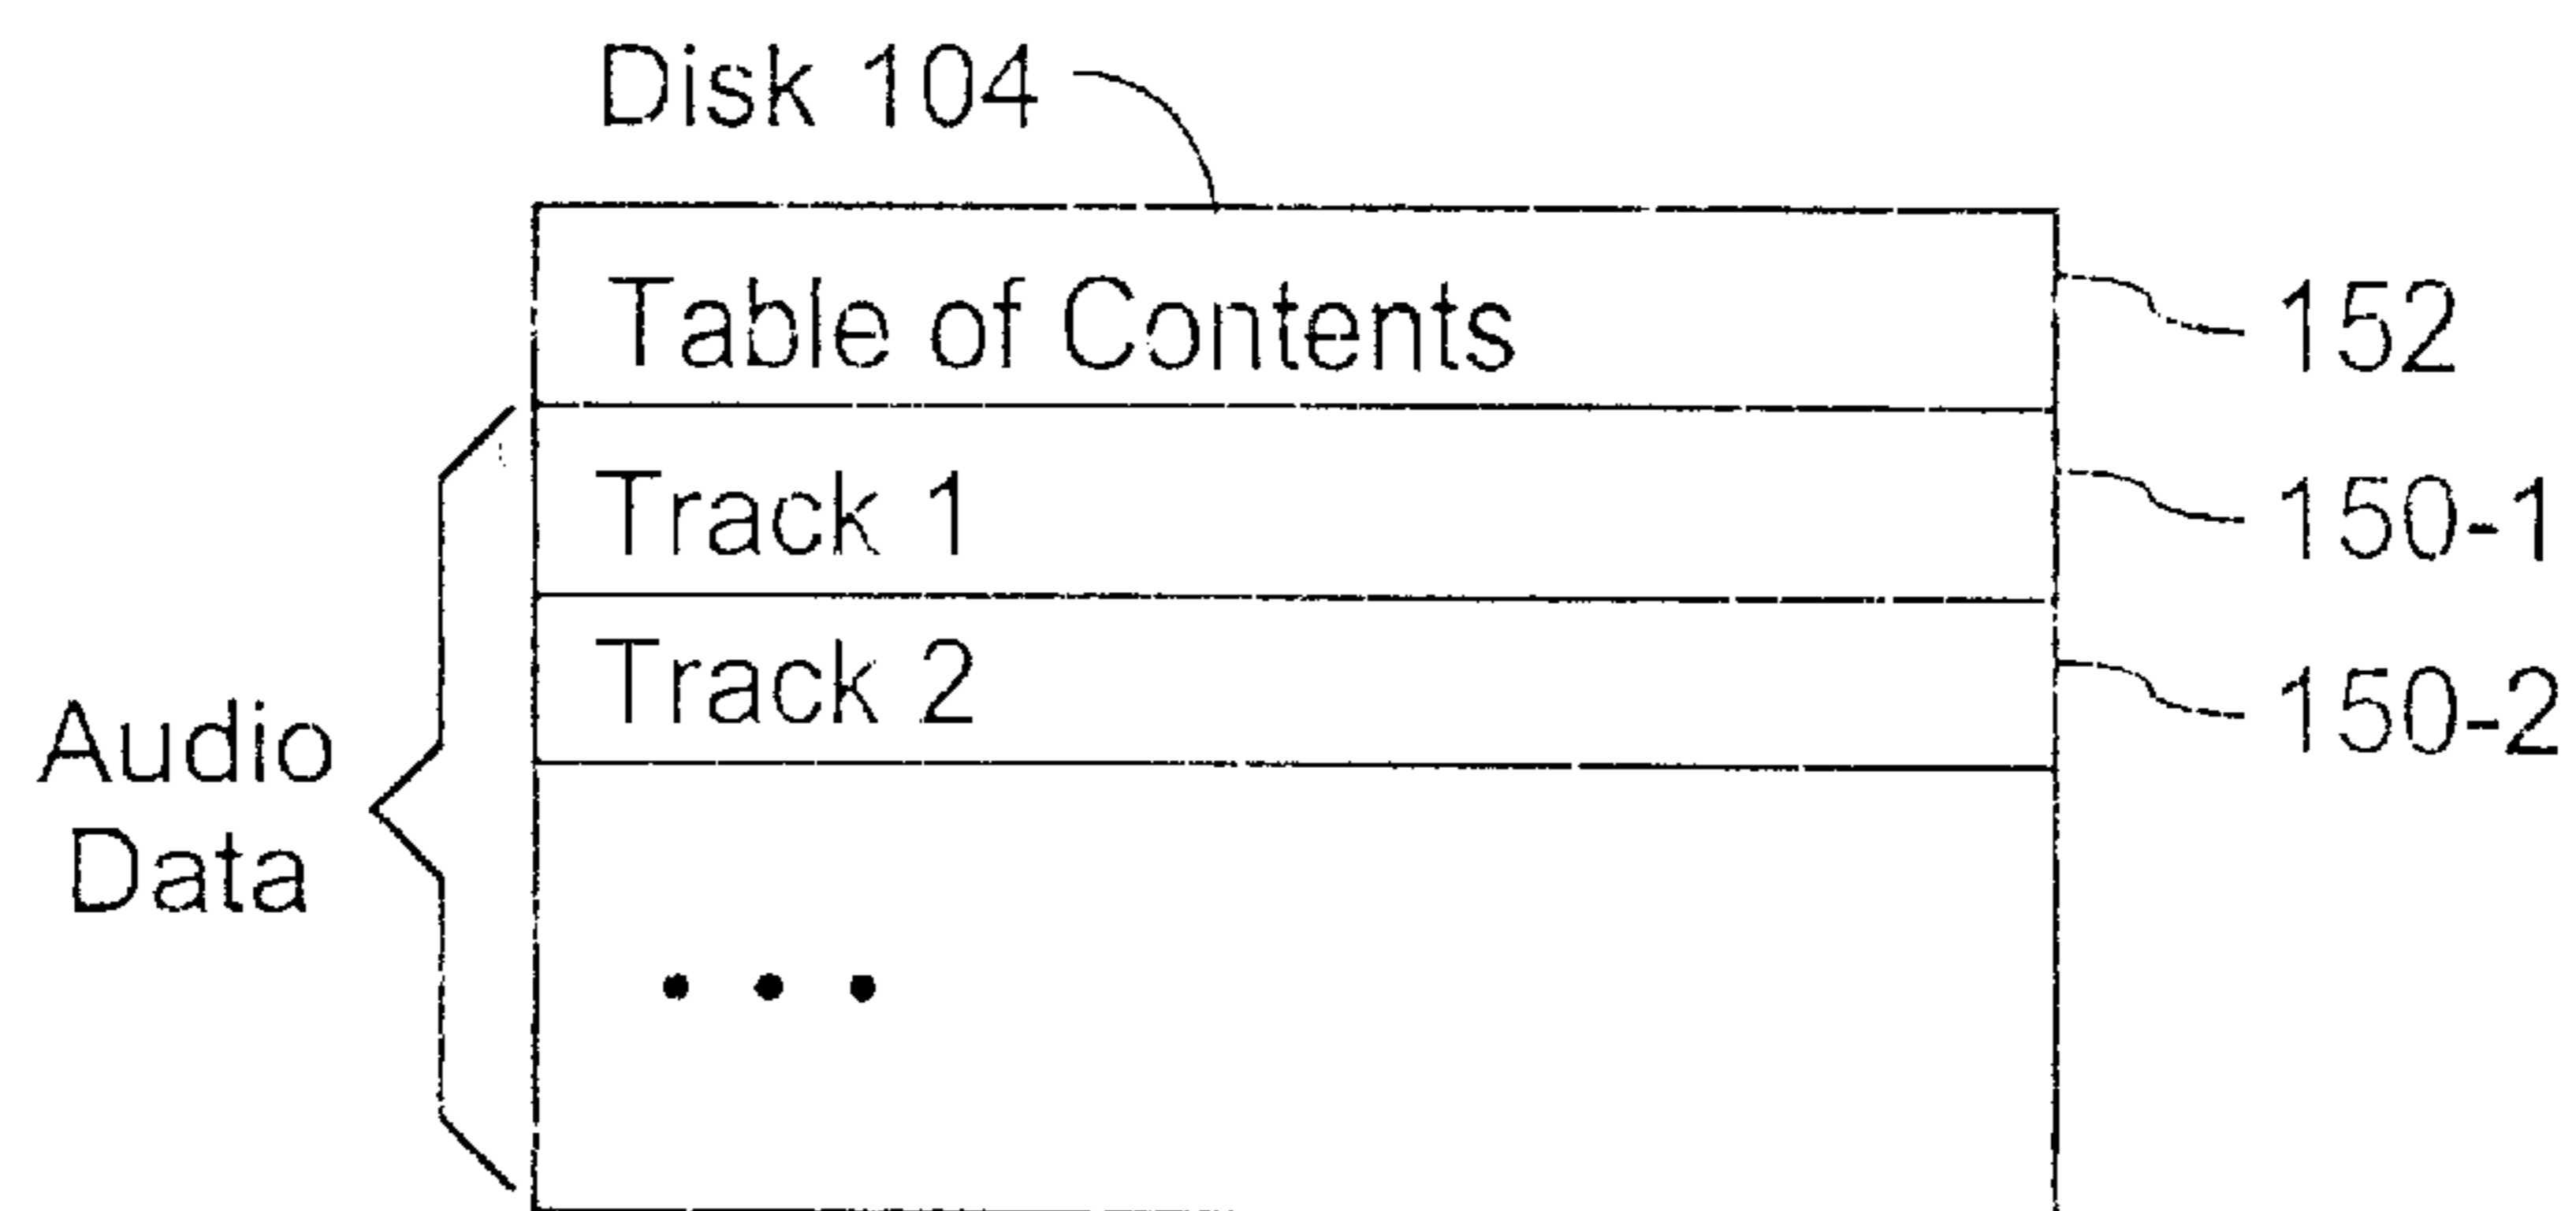 Disk 104
Table of Contents 152
Track 1 150-1
Track 2 150-2
Audio
Data
• • •